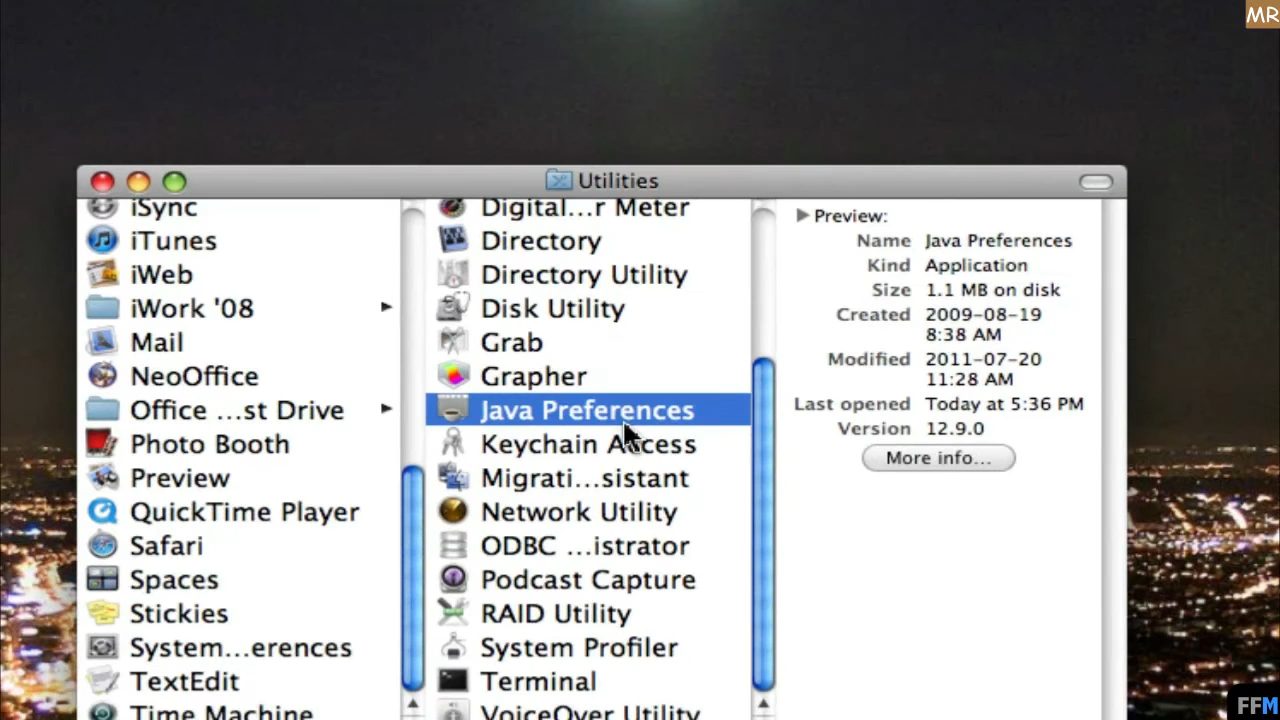 MR
Utilities
iSync
iTunes
iWeb
iWork '08
Mail
NeoOffice
Office ...st Drive
Photo Booth
Preview
QuickTime Player
Safari
Spaces
Stickies
System...erences
TextEdit
Time Machine
Digital...r Meter
Directory
Directory Utility
Disk Utility
Grab
Grapher
Java Preferences
Keychain Access
Migrati...sistant
Network Utility
ODBC ...istrator
Podcast Capture
RAID Utility
System Profiler
Terminal
VoiceOver Utility
Preview:
Name Java Preferences
Kind Application
Size 1.1 MB on disk
Created 2009-08-19
8:38 AM
Modified 2011-07-20
11:28 AM
Last opened Today at 5:36 PM
Version 12.9.0
More info...
FFM